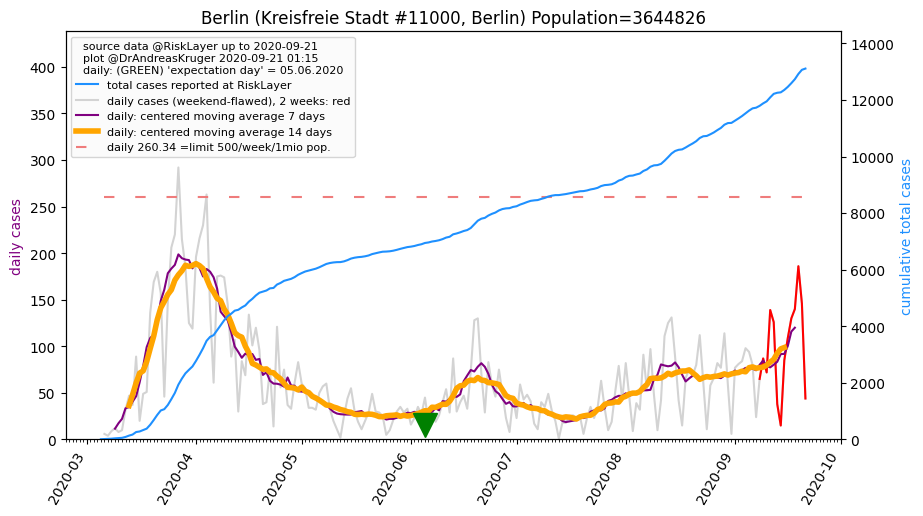 Berlin (Kreisfreie Stadt #11000, Berlin) Population=3644826
source data @RiskLayer up to 2020-09-21
plot @DrAndreasKruger 2020-09-21 01:15
daily: (GREEN) 'expectation day' = 05.06.2020
total cases reported at RiskLayer
daily cases (weekend-flawed), 2 weeks: red
daily: centered moving average 7 days
daily: centered moving average 14 days
daily 260.34 =limit 500/week/1mio pop.
daily cases
400
350
300
250
200
150
100
50
0
14000
12000
10000
8000
6000
4000
2000
0
cumulative total cases
2020-03
2020-04
2020-05
2020-06
2020-07
2020-08
2020-09
2020-10